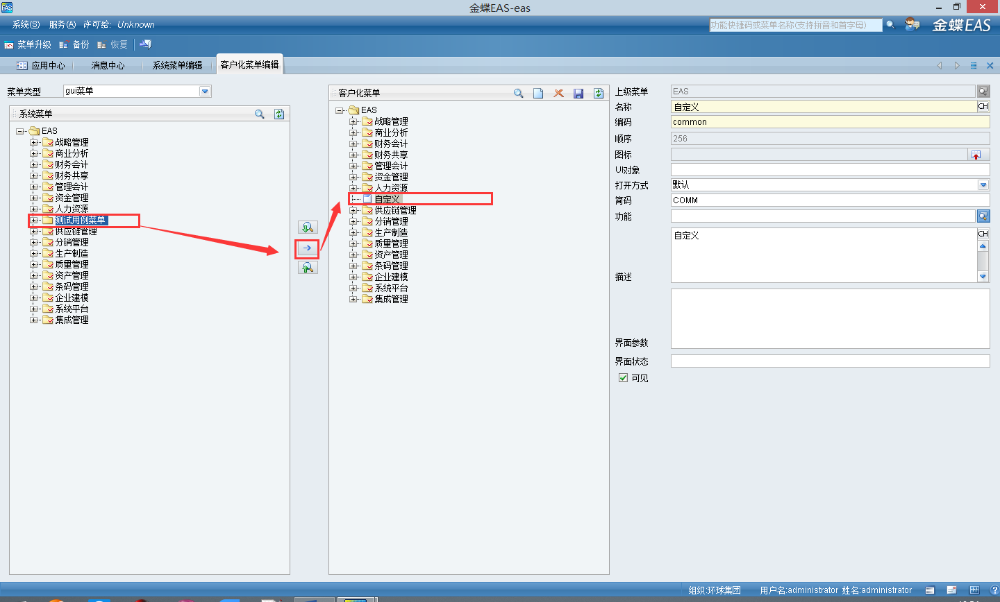 金蝶EAS-eas
EAS
系统(S) 服务(A) 许可给: Unknown
功能快捷码或菜单名称(支持拼音和首字母)
金蝶EAS
菜单升级 备份 恢复
应用中心 消息中心 系统菜单编辑 客户化菜单编辑
菜单类型 gui菜单
系统菜单
EAS
战略管理
商业分析
财务会计
财务共享
管理会计
资金管理
人力资源
测试用例菜单
供应链管理
分销管理
生产制造
质量管理
资产管理
条码管理
企业建模
系统平台
集成管理
客户化菜单
EAS
战略管理
商业分析
财务会计
财务共享
管理会计
资金管理
人力资源
自定义
供应链管理
分销管理
生产制造
质量管理
资产管理
条码管理
企业建模
系统平台
集成管理
上级菜单 EAS
名称 自定义 CH
编码 common
顺序 256
图标
UI对象
打开方式 默认
简码 COMM
功能
描述 自定义 CH
界面参数
界面状态
可见
组织:环球集团 用户名:administrator 姓名:administrator